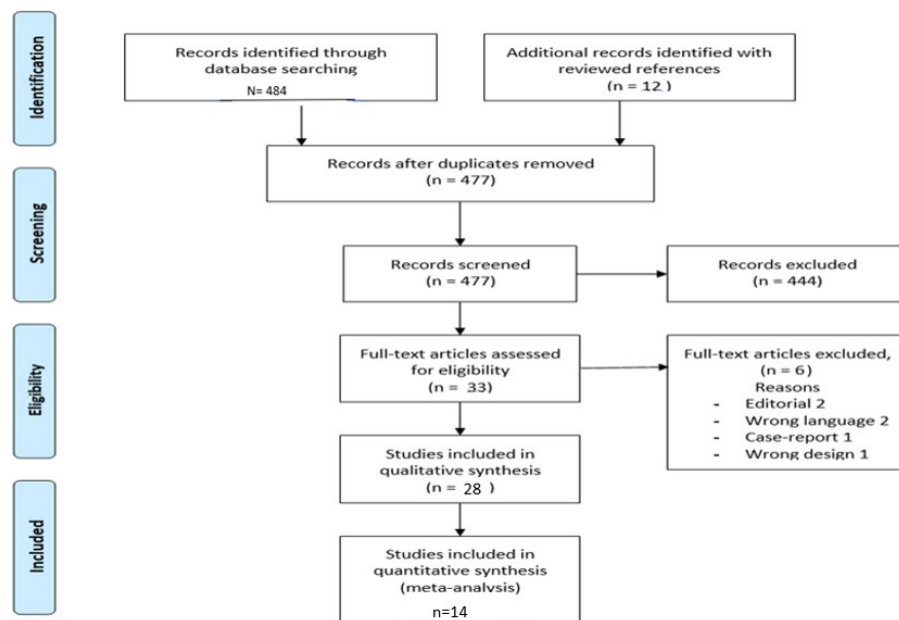 Identification
Records identified through
database searching
N= 484
Additional records identified with
reviewed references
(n = 12 )
Records after duplicates removed
(n = 477)
Screening
Records screened
(n = 477)
Records excluded
(n = 444)
Eligibility
Full-text articles assessed
for eligibility
(n = 33)
Full-text articles excluded,
(n = 6)
Reasons
- Editorial 2
- Wrong language 2
- Case-report 1
- Wrong design 1
Studies included in
qualitative synthesis
(n = 28 )
Included
Studies included in
quantitative synthesis
(meta-analysis)
n=14